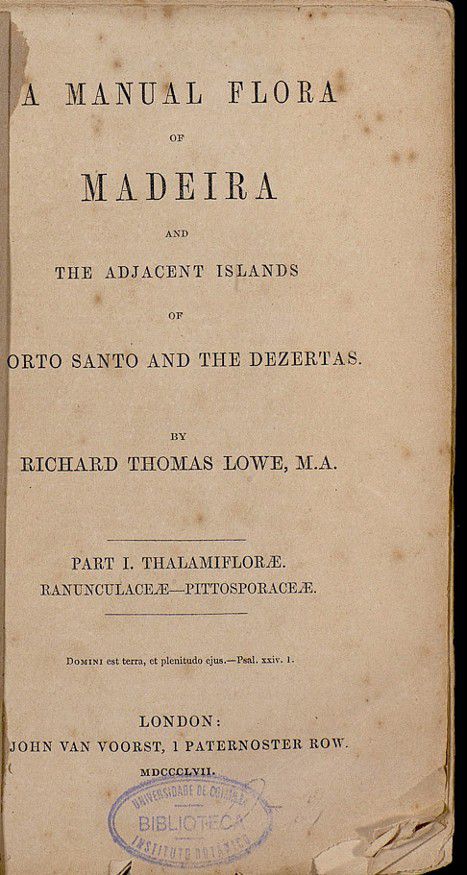 A MANUAL FLORA
OF
MADEIRA
AND
THE ADJACENT ISLANDS
OF
ORTO SANTO AND THE DEZERTAS.
BY
RICHARD THOMAS LOWE, M.A.
PART I. THALAMIFLORÆ.
RANUNCULACEÆ—PITTOSPORACEÆ.
DOMINI est terra, et plenitudo ejus.—Psal. xxiv. 1.
LONDON:
JOHN VAN VOORST, 1 PATERNOSTER ROW.
MDCCCLVII.
UNIVERSIDADE DE COIMBRA
BIBLIOTECA
INSTITUTO BOTÂNICO